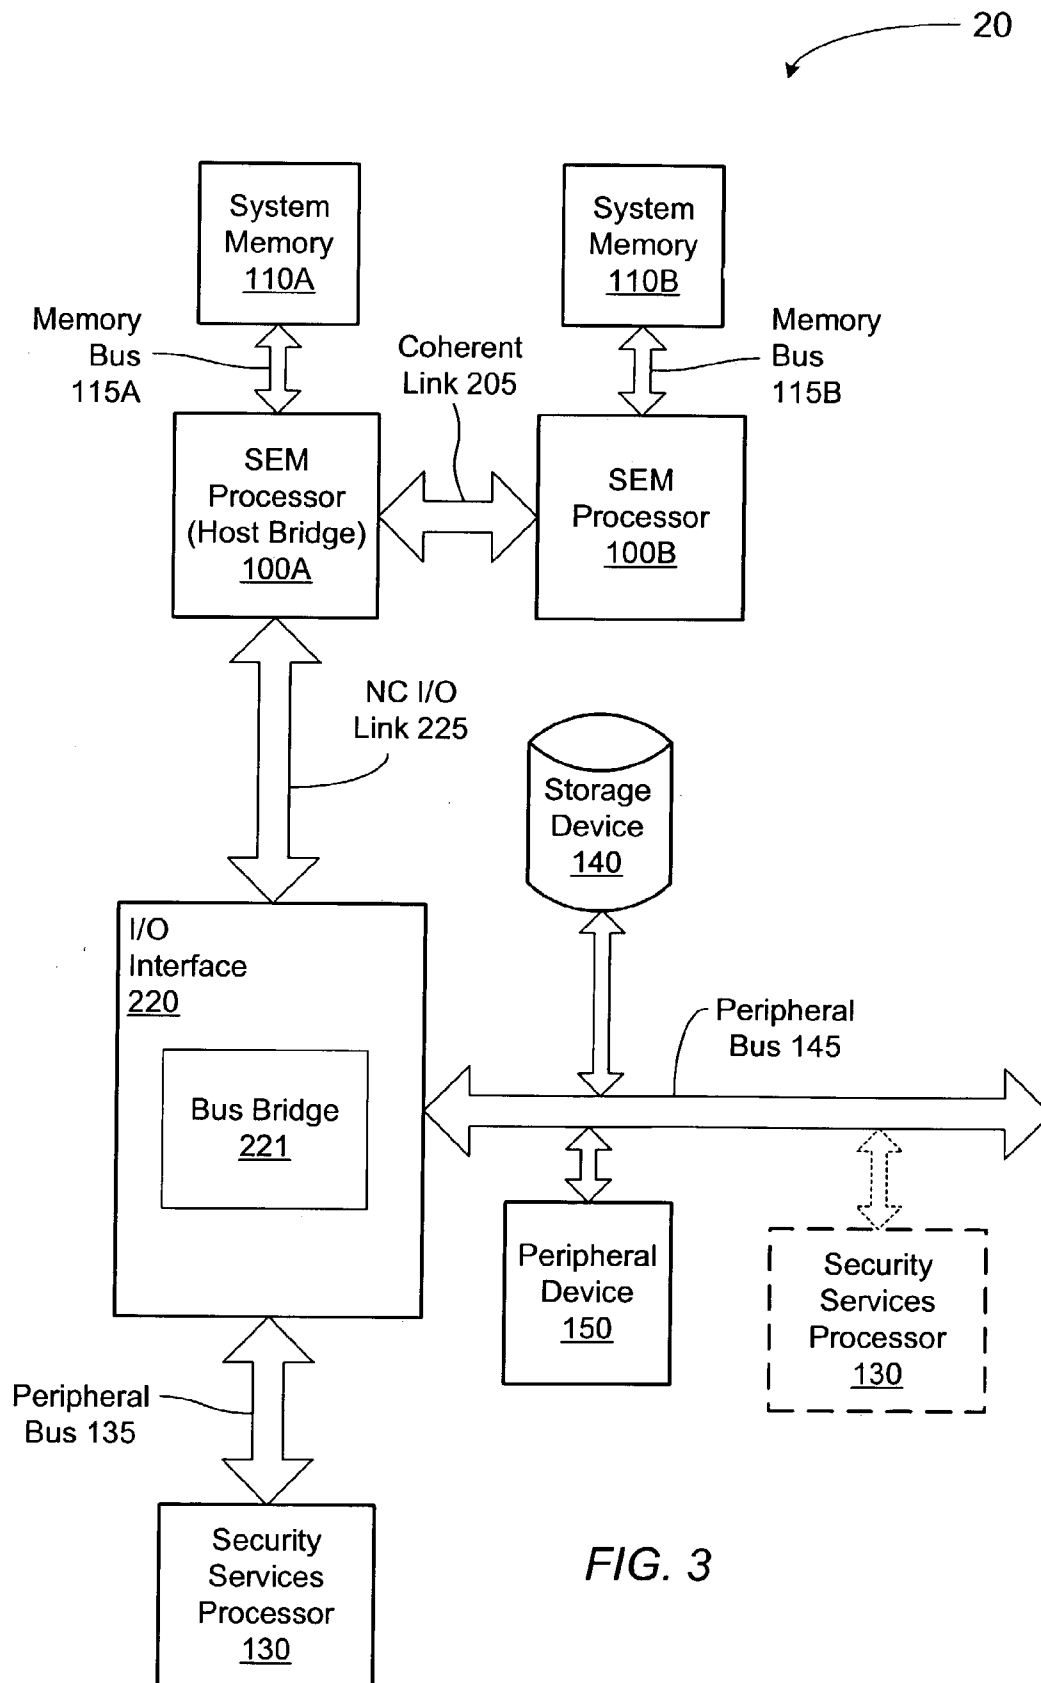 20
System
Memory
110A
System
Memory
110B
Memory
Bus
115A
Coherent
Link 205
Memory
Bus
115B
SEM
Processor
(Host Bridge)
100A
SEM
Processor
100B
NC I/O
Link 225
Storage
Device
140
I/O
Interface
220
Peripheral
Bus 145
Bus Bridge
221
Peripheral
Device
150
Security
Services
Processor
130
Peripheral
Bus 135
Security
Services
Processor
130
FIG. 3